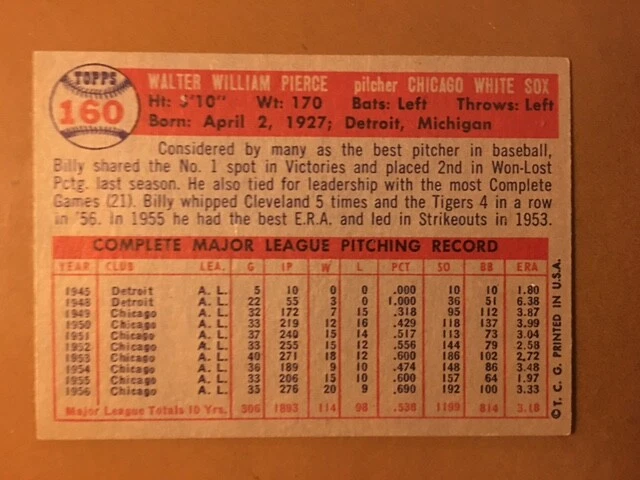 TOPPS
160
WALTER WILLIAM PIERCE pitcher CHICAGO WHITE SOX
Ht: 5'10" Wt: 170 Bats: Left Throws: Left
Born: April 2, 1927; Detroit, Michigan
Considered by many as the best pitcher in baseball,
Billy shared the No. 1 spot in Victories and placed 2nd in Won-Lost
Pctg. last season. He also tied for leadership with the most Complete
Games (21). Billy whipped Cleveland 5 times and the Tigers 4 in a row
in '56. In 1955 he had the best E.R.A. and led in Strikeouts in 1953.
COMPLETE MAJOR LEAGUE PITCHING RECORD
YEAR CLUB LEA. G IP W L PCT SO BB ERA
1945 Detroit A. L. 5 10 0 0 .000 10 10 1.80
1948 Detroit A. L. 22 55 3 0 1.000 36 51 6.38
1949 Chicago A. L. 32 172 7 15 .318 95 112 3.87
1950 Chicago A. L. 33 219 12 16 .429 118 137 3.99
1951 Chicago A. L. 37 240 15 14 .517 113 73 3.04
1952 Chicago A. L. 33 255 15 12 .556 144 79 2.58
1953 Chicago A. L. 40 271 18 12 .600 186 102 2.72
1954 Chicago A. L. 36 189 9 10 .474 148 86 3.48
1955 Chicago A. L. 33 206 15 10 .600 157 64 1.97
1956 Chicago A. L. 35 276 20 9 .690 192 100 3.33
Major League Totals 10 Yrs. 306 1893 114 98 .538 1199 814 3.18
© T. C. G. PRINTED IN U.S.A.